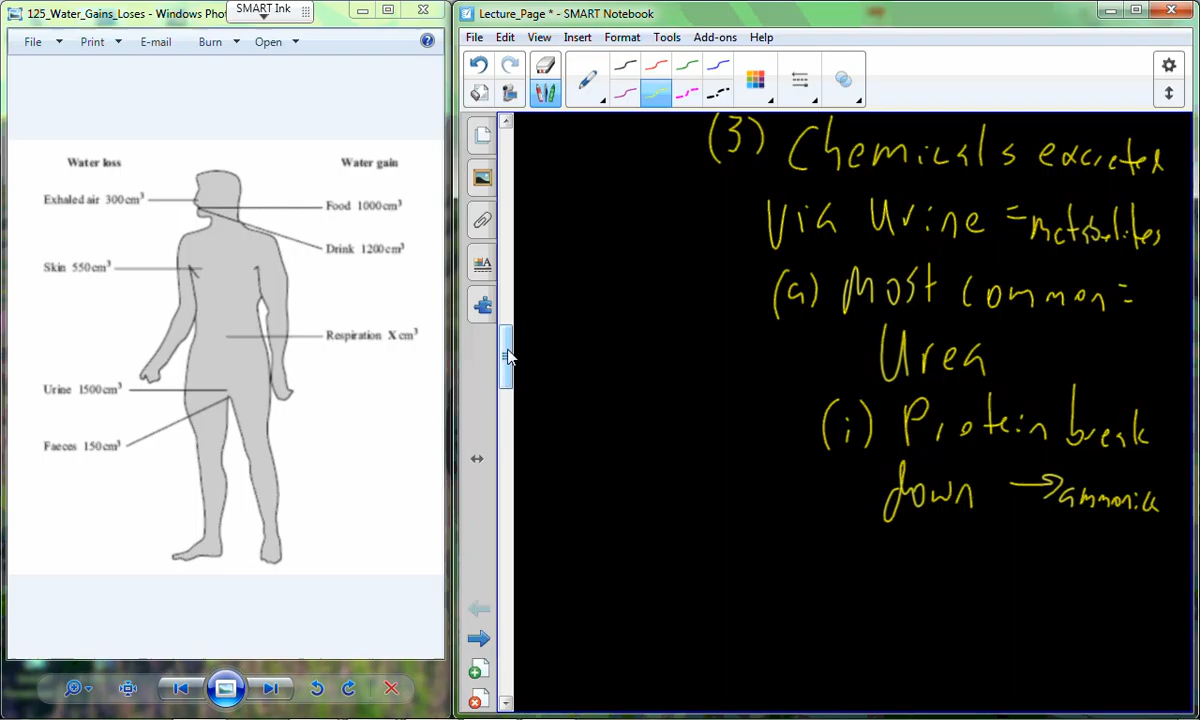 125_Water_Gains_Loses - Windows Pho
SMART Ink
File Print E-mail Burn Open
Water loss
Water gain
Exhaled air 300cm³
Food 1000cm³
Drink 1200cm³
Skin 550cm³
Respiration X cm³
Urine 1500cm³
Faeces 150cm³
Lecture_Page * - SMART Notebook
File Edit View Insert Format Tools Add-ons Help
(3) Chemicals excreted
via Urine = metabolites
(a) Most common =
Urea
(i) Protein break
down → ammonia